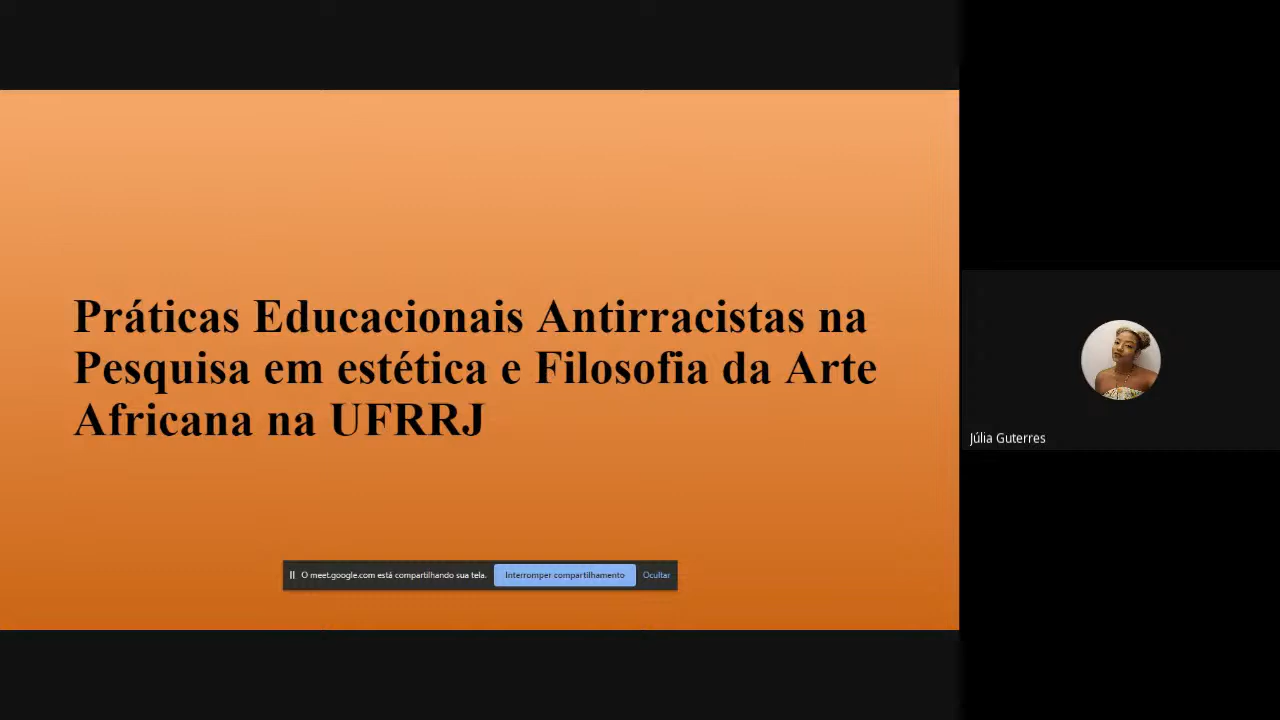 Práticas Educacionais Antirracistas na
Pesquisa em estética e Filosofia da Arte
Africana na UFRRJ
O meet.google.com está compartilhando sua tela. Interromper compartilhamento Ocultar
Júlia Guterres